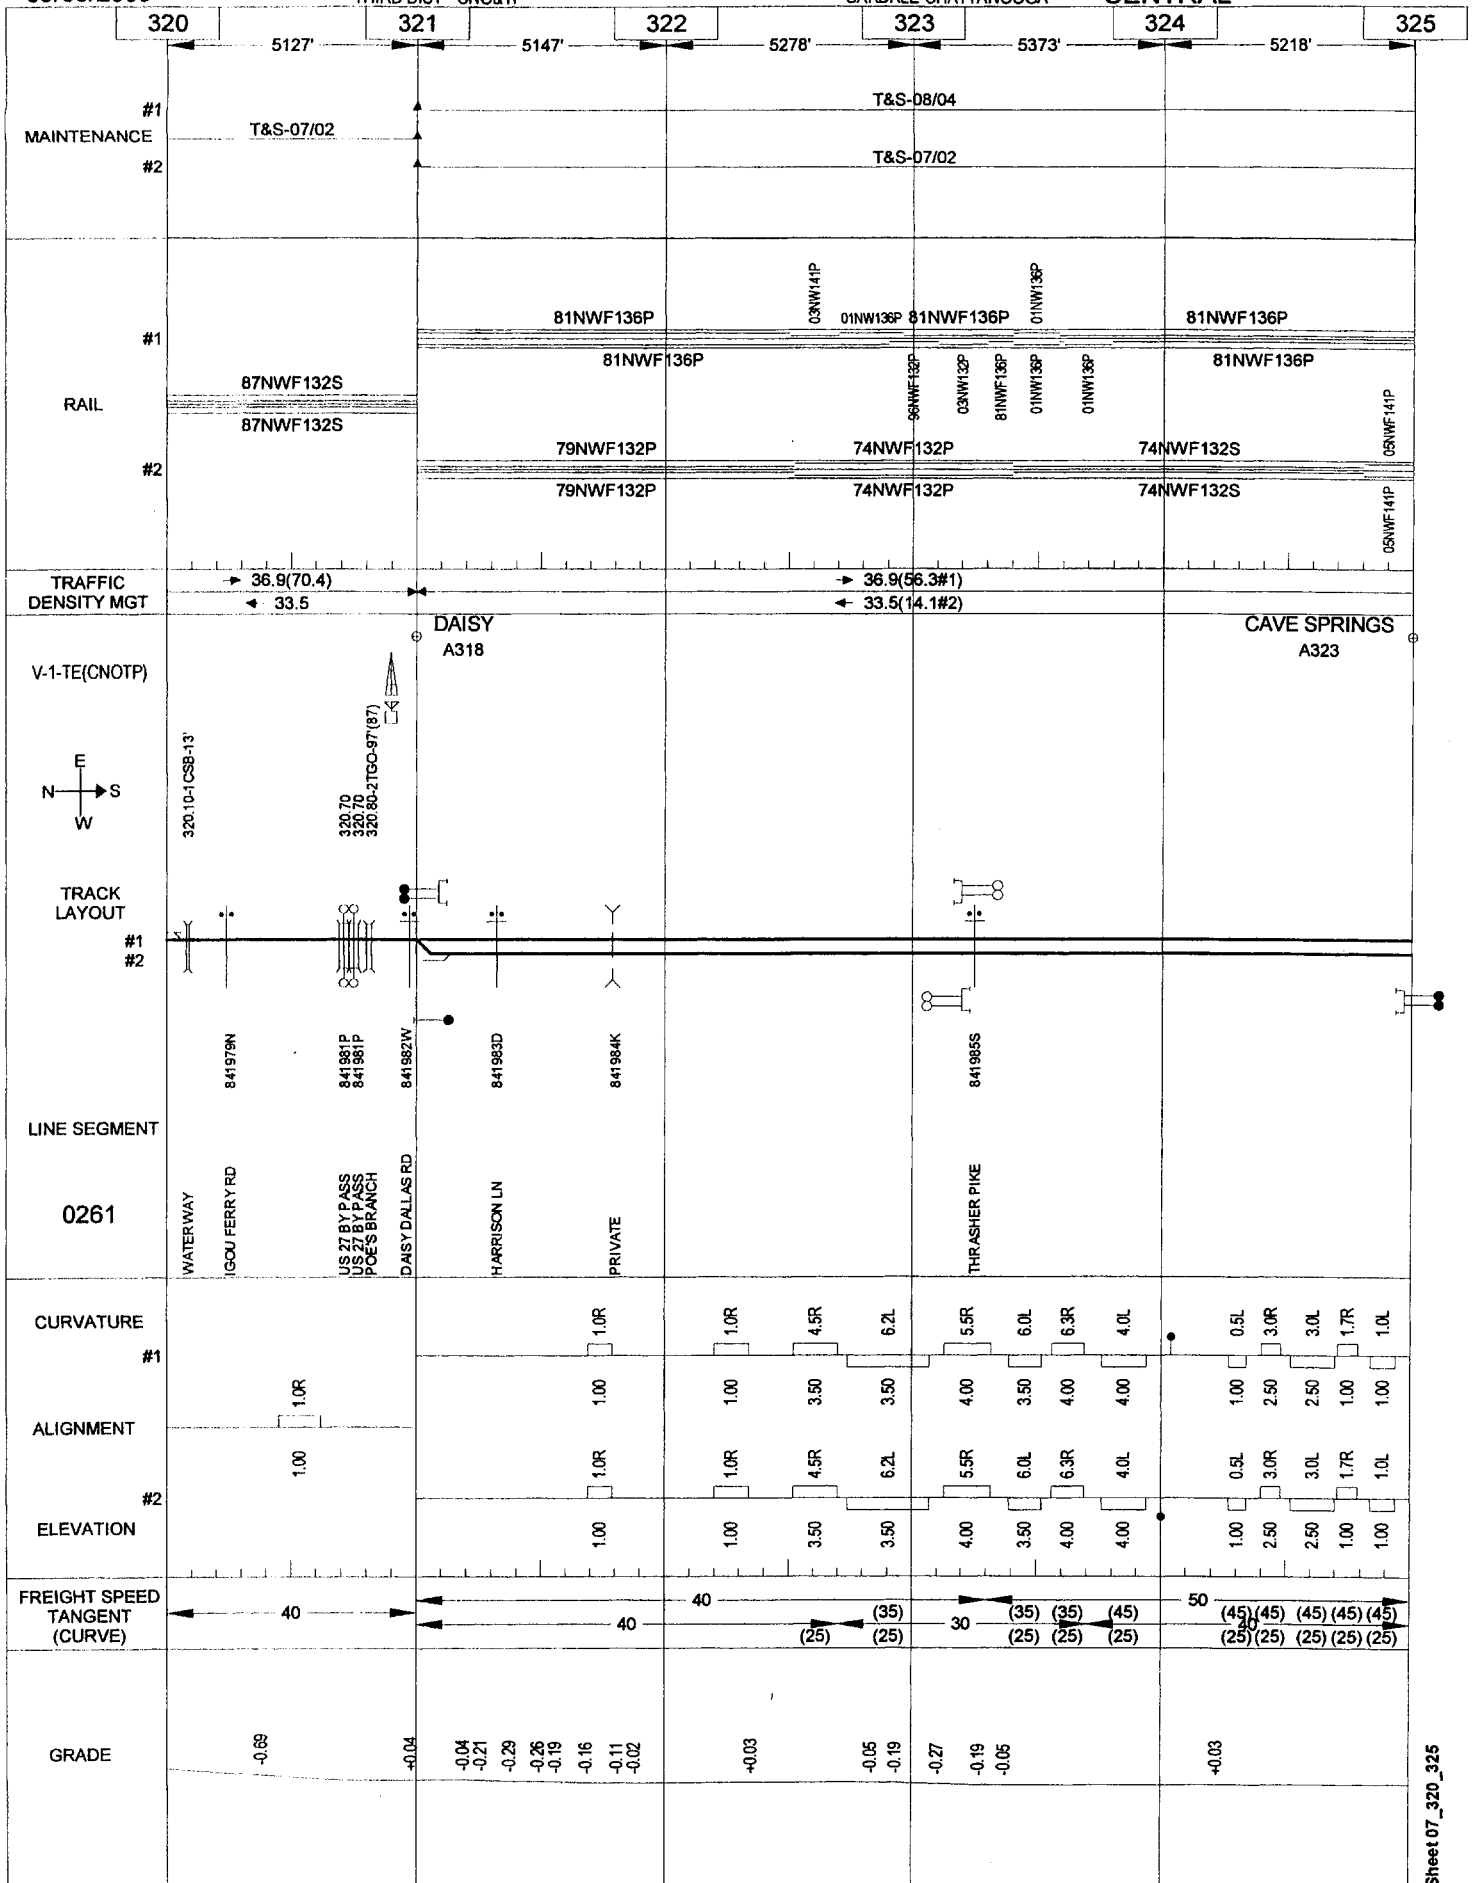 320 321 322 323 324 325
5127' 5147' 5278' 5373' 5218'
#1
T&S-08/04
MAINTENANCE
T&S-07/02
#2
T&S-07/02
RAIL
#1
81NWF136P
03NW141P
01NW136P
81NWF136P
01NW136P
81NWF136P
81NWF136P
96NWF132P
03NW132P
81NWF136P
01NW136P
01NW136P
81NWF136P
87NWF132S
87NWF132S
#2
79NWF132P
74NWF132P
74NWF132S
05NWF141P
79NWF132P
74NWF132P
74NWF132S
05NWF141P
TRAFFIC
DENSITY MGT
36.9(70.4)
33.5
36.9(56.3#1)
33.5(14.1#2)
DAISY
A318
CAVE SPRINGS
A323
V-1-TE(CNOTP)
E
N S
W
320.10-1CSB-13'
320.70
320.70
320.80-2TGO-97'(87)
TRACK
LAYOUT
#1
#2
841979N
841981P
841981P
841982W
841983D
841984K
841985S
LINE SEGMENT
0261
WATERWAY
IGOU FERRY RD
US 27 BY PASS
US 27 BY PASS
POE'S BRANCH
DAISY DALLAS RD
HARRISON LN
PRIVATE
THRASHER PIKE
CURVATURE
#1
1.0R 1.0R 4.5R 6.2L 5.5R 6.0L 6.3R 4.0L 0.5L 3.0R 3.0L 1.7R 1.0L
1.00 1.00 3.50 3.50 4.00 3.50 4.00 4.00 1.00 2.50 2.50 1.00 1.00
ALIGNMENT
1.0R
1.00
#2
1.0R 1.0R 4.5R 6.2L 5.5R 6.0L 6.3R 4.0L 0.5L 3.0R 3.0L 1.7R 1.0L
ELEVATION
1.00 1.00 3.50 3.50 4.00 3.50 4.00 4.00 1.00 2.50 2.50 1.00 1.00
FREIGHT SPEED
TANGENT
(CURVE)
40
40 50
(35) (35) (35) (45) (45) (45) (45) (45) (45)
40 30 40
(25) (25) (25) (25) (25) (25) (25) (25) (25) (25)
GRADE
-0.69 +0.04 -0.04 -0.21 -0.29 -0.26 -0.19 -0.16 -0.11 -0.02 +0.03 -0.05 -0.19 -0.27 -0.19 -0.05 +0.03
Sheet 07_320_325